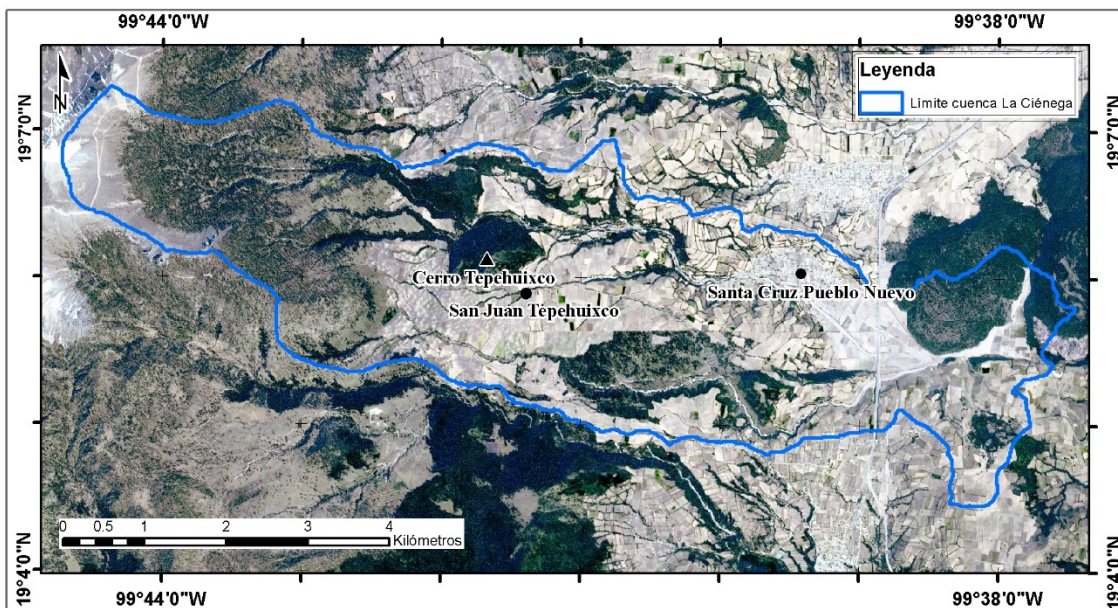 99°44'0"W
99°38'0"W
N
Leyenda
Límite cuenca La Ciénega
19°7'0"N
19°7'0"N
Cerro Tepehuixco
San Juan Tepehuixco
Santa Cruz Pueblo Nuevo
0 0.5 1 2 3 4
Kilómetros
19°4'0"N
19°4'0"N
99°44'0"W
99°38'0"W